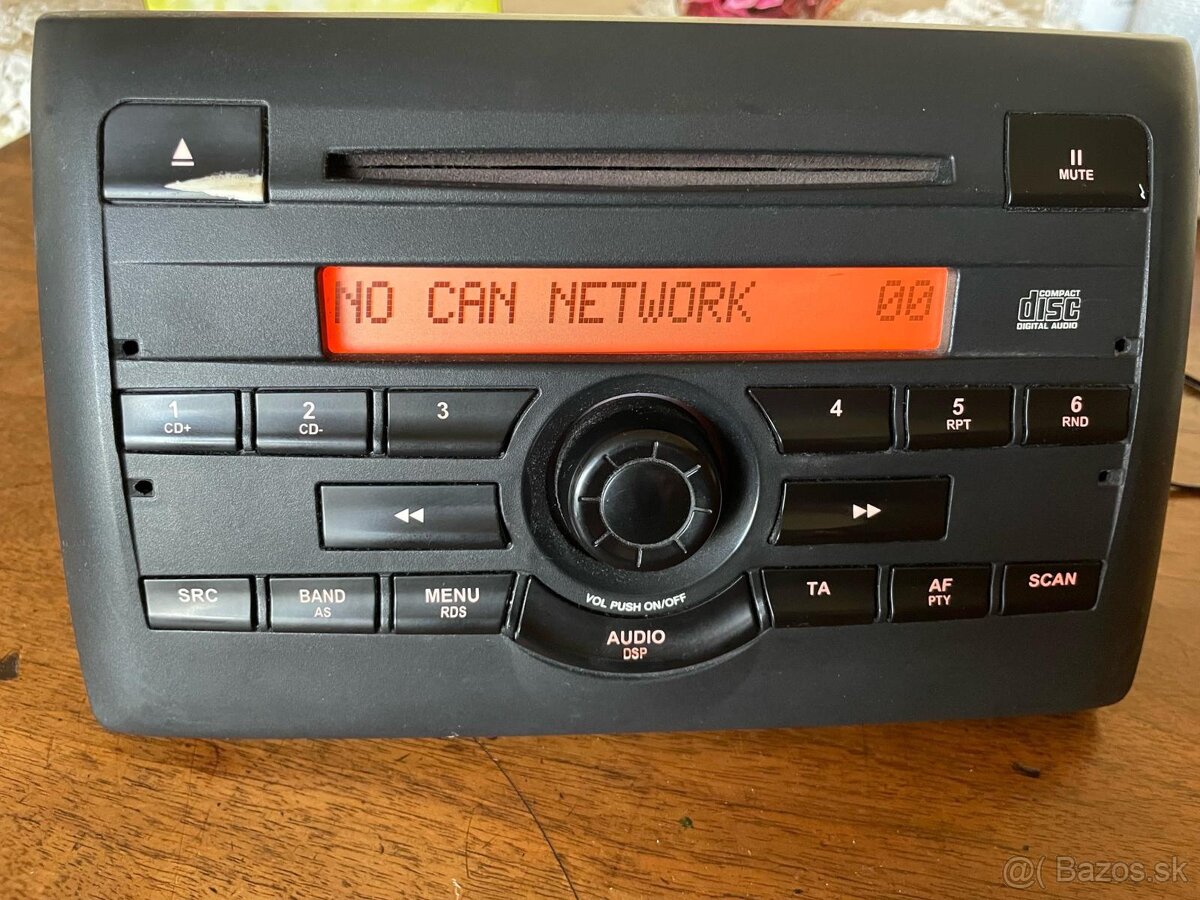 II
MUTE
NO CAN NETWORK 00
COMPACT
disc
DIGITAL AUDIO
1
CD+
2
CD-
3
4
5
RPT
6
RND
SRC
BAND
AS
MENU
RDS
VOL PUSH ON/OFF
AUDIO
DSP
TA
AF
PTY
SCAN
@( Bazos.sk